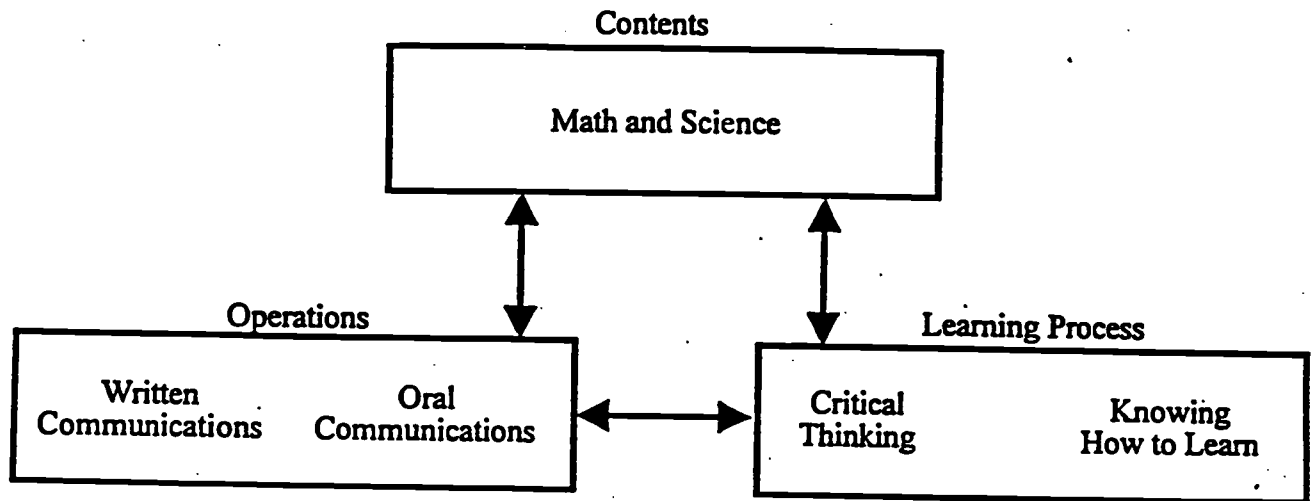 Contents
Math and Science
Operations
Written
Communications
Oral
Communications
Learning Process
Critical
Thinking
Knowing
How to Learn